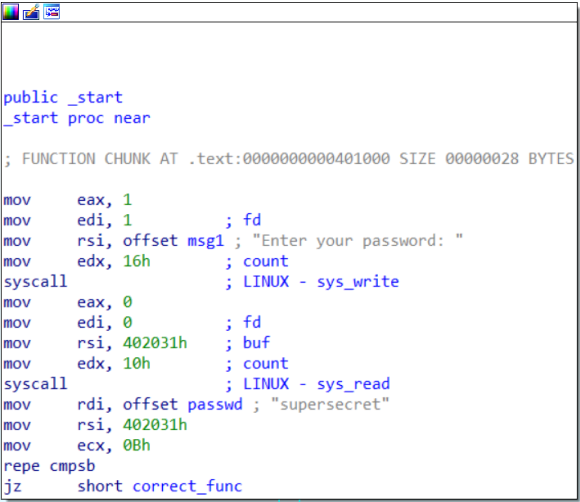 public _start
_start proc near
; FUNCTION CHUNK AT .text:0000000000401000 SIZE 00000028 BYTES
mov     eax, 1
mov     edi, 1          ; fd
mov     rsi, offset msg1 ; "Enter your password: "
mov     edx, 16h        ; count
syscall                 ; LINUX - sys_write
mov     eax, 0
mov     edi, 0          ; fd
mov     rsi, 402031h    ; buf
mov     edx, 10h        ; count
syscall                 ; LINUX - sys_read
mov     rdi, offset passwd ; "supersecret"
mov     rsi, 402031h
mov     ecx, 0Bh
repe cmpsb
jz      short correct_func